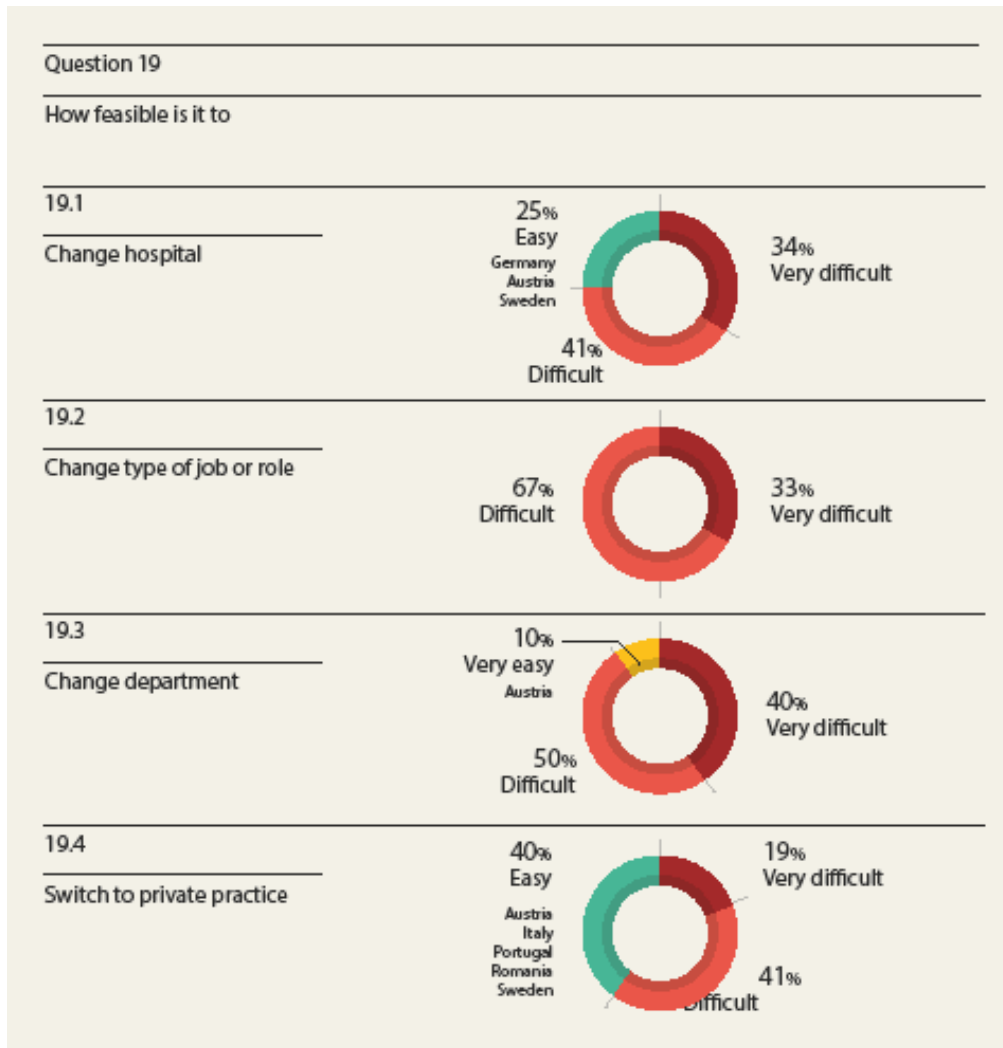 Question 19
How feasible is it to
19.1
Change hospital
25%
Easy
Germany
Austria
Sweden
34%
Very difficult
41%
Difficult
19.2
Change type of job or role
67%
Difficult
33%
Very difficult
19.3
Change department
10%
Very easy
Austria
40%
Very difficult
50%
Difficult
19.4
Switch to private practice
40%
Easy
Austria
Italy
Portugal
Romania
Sweden
19%
Very difficult
41%
Difficult